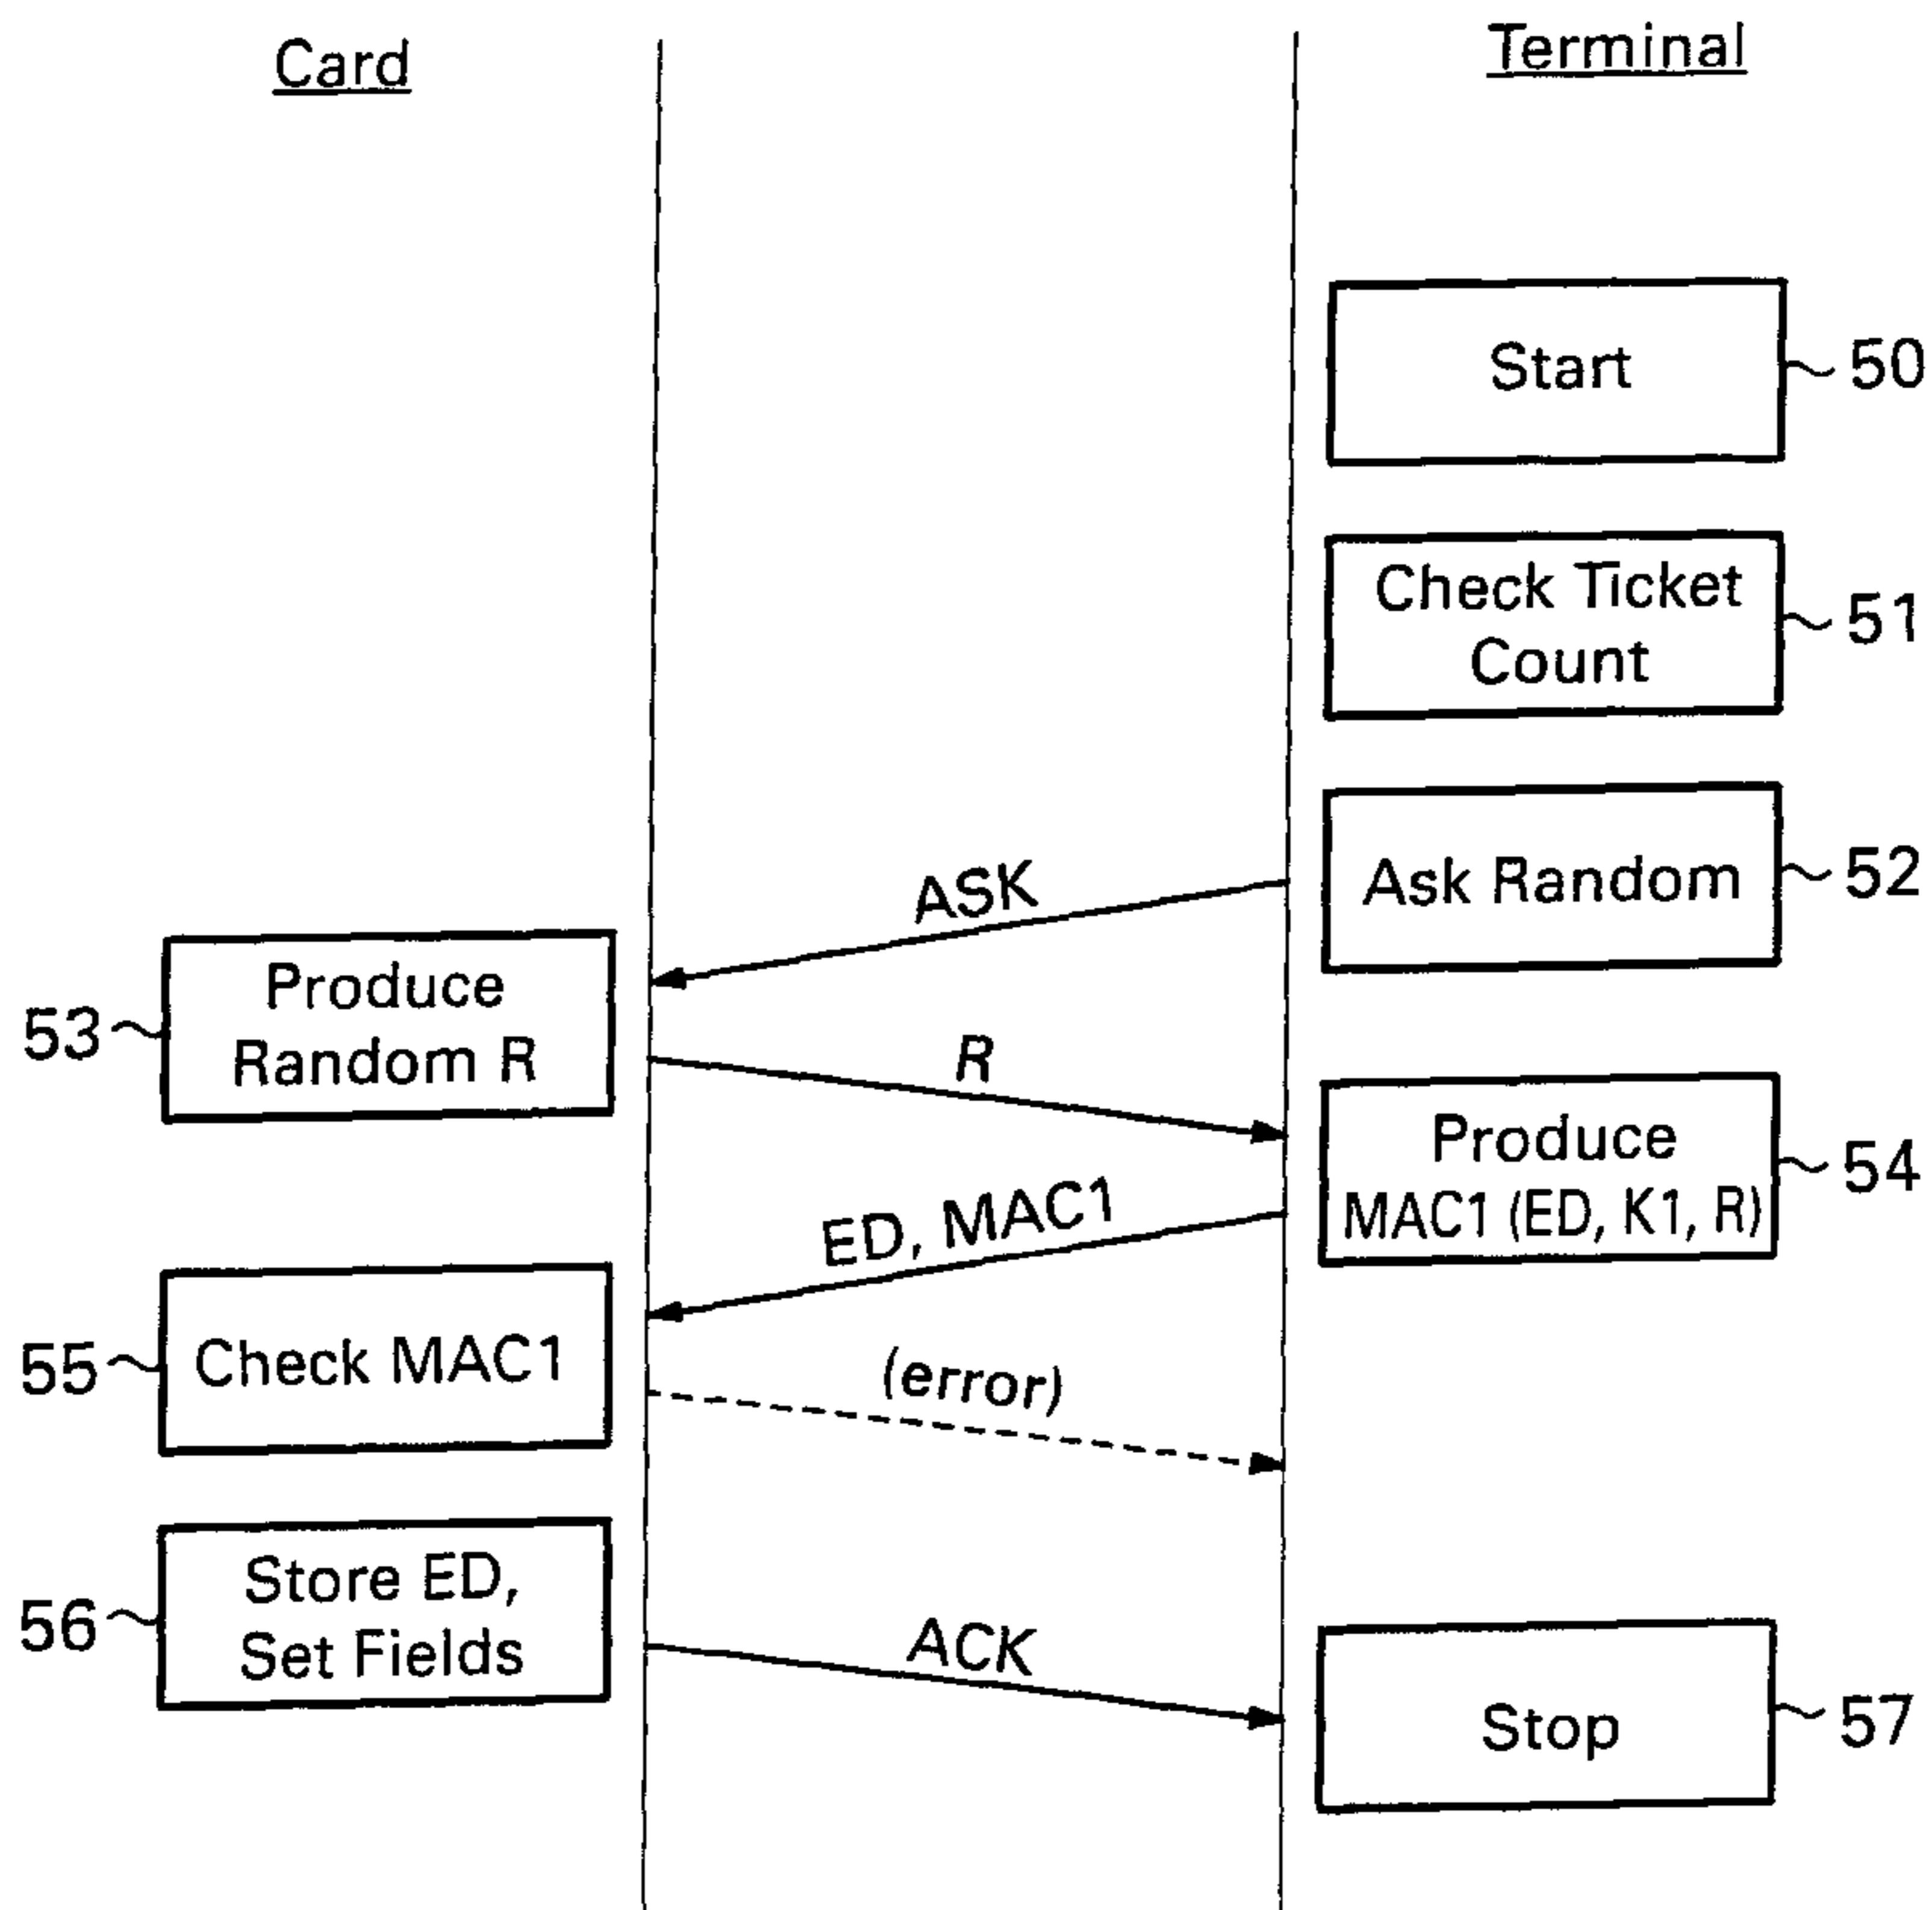 Card
Terminal
Start
50
Check Ticket
Count
51
Ask Random
52
ASK
Produce
Random R
53
R
Produce
MAC1 (ED, K1, R)
54
ED, MAC1
Check MAC1
55
(error)
Store ED,
Set Fields
56
ACK
Stop
57